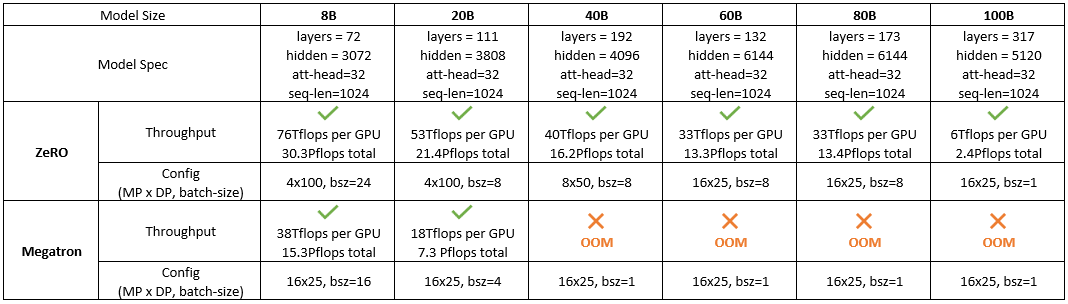 Model Size 8B 20B 40B 60B 80B 100B
Model Spec
layers = 72
hidden = 3072
att-head=32
seq-len=1024
layers = 111
hidden = 3808
att-head=32
seq-len=1024
layers = 192
hidden = 4096
att-head=32
seq-len=1024
layers = 132
hidden = 6144
att-head=32
seq-len=1024
layers = 173
hidden = 6144
att-head=32
seq-len=1024
layers = 317
hidden = 5120
att-head=32
seq-len=1024
ZeRO
Throughput
76Tflops per GPU
30.3Pflops total
53Tflops per GPU
21.4Pflops total
40Tflops per GPU
16.2Pflops total
33Tflops per GPU
13.3Pflops total
33Tflops per GPU
13.4Pflops total
6Tflops per GPU
2.4Pflops total
Config
(MP x DP, batch-size)
4x100, bsz=24
4x100, bsz=8
8x50, bsz=8
16x25, bsz=8
16x25, bsz=8
16x25, bsz=1
Megatron
Throughput
38Tflops per GPU
15.3Pflops total
18Tflops per GPU
7.3 Pflops total
OOM
OOM
OOM
OOM
Config
(MP x DP, batch-size)
16x25, bsz=16
16x25, bsz=4
16x25, bsz=1
16x25, bsz=1
16x25, bsz=1
16x25, bsz=1